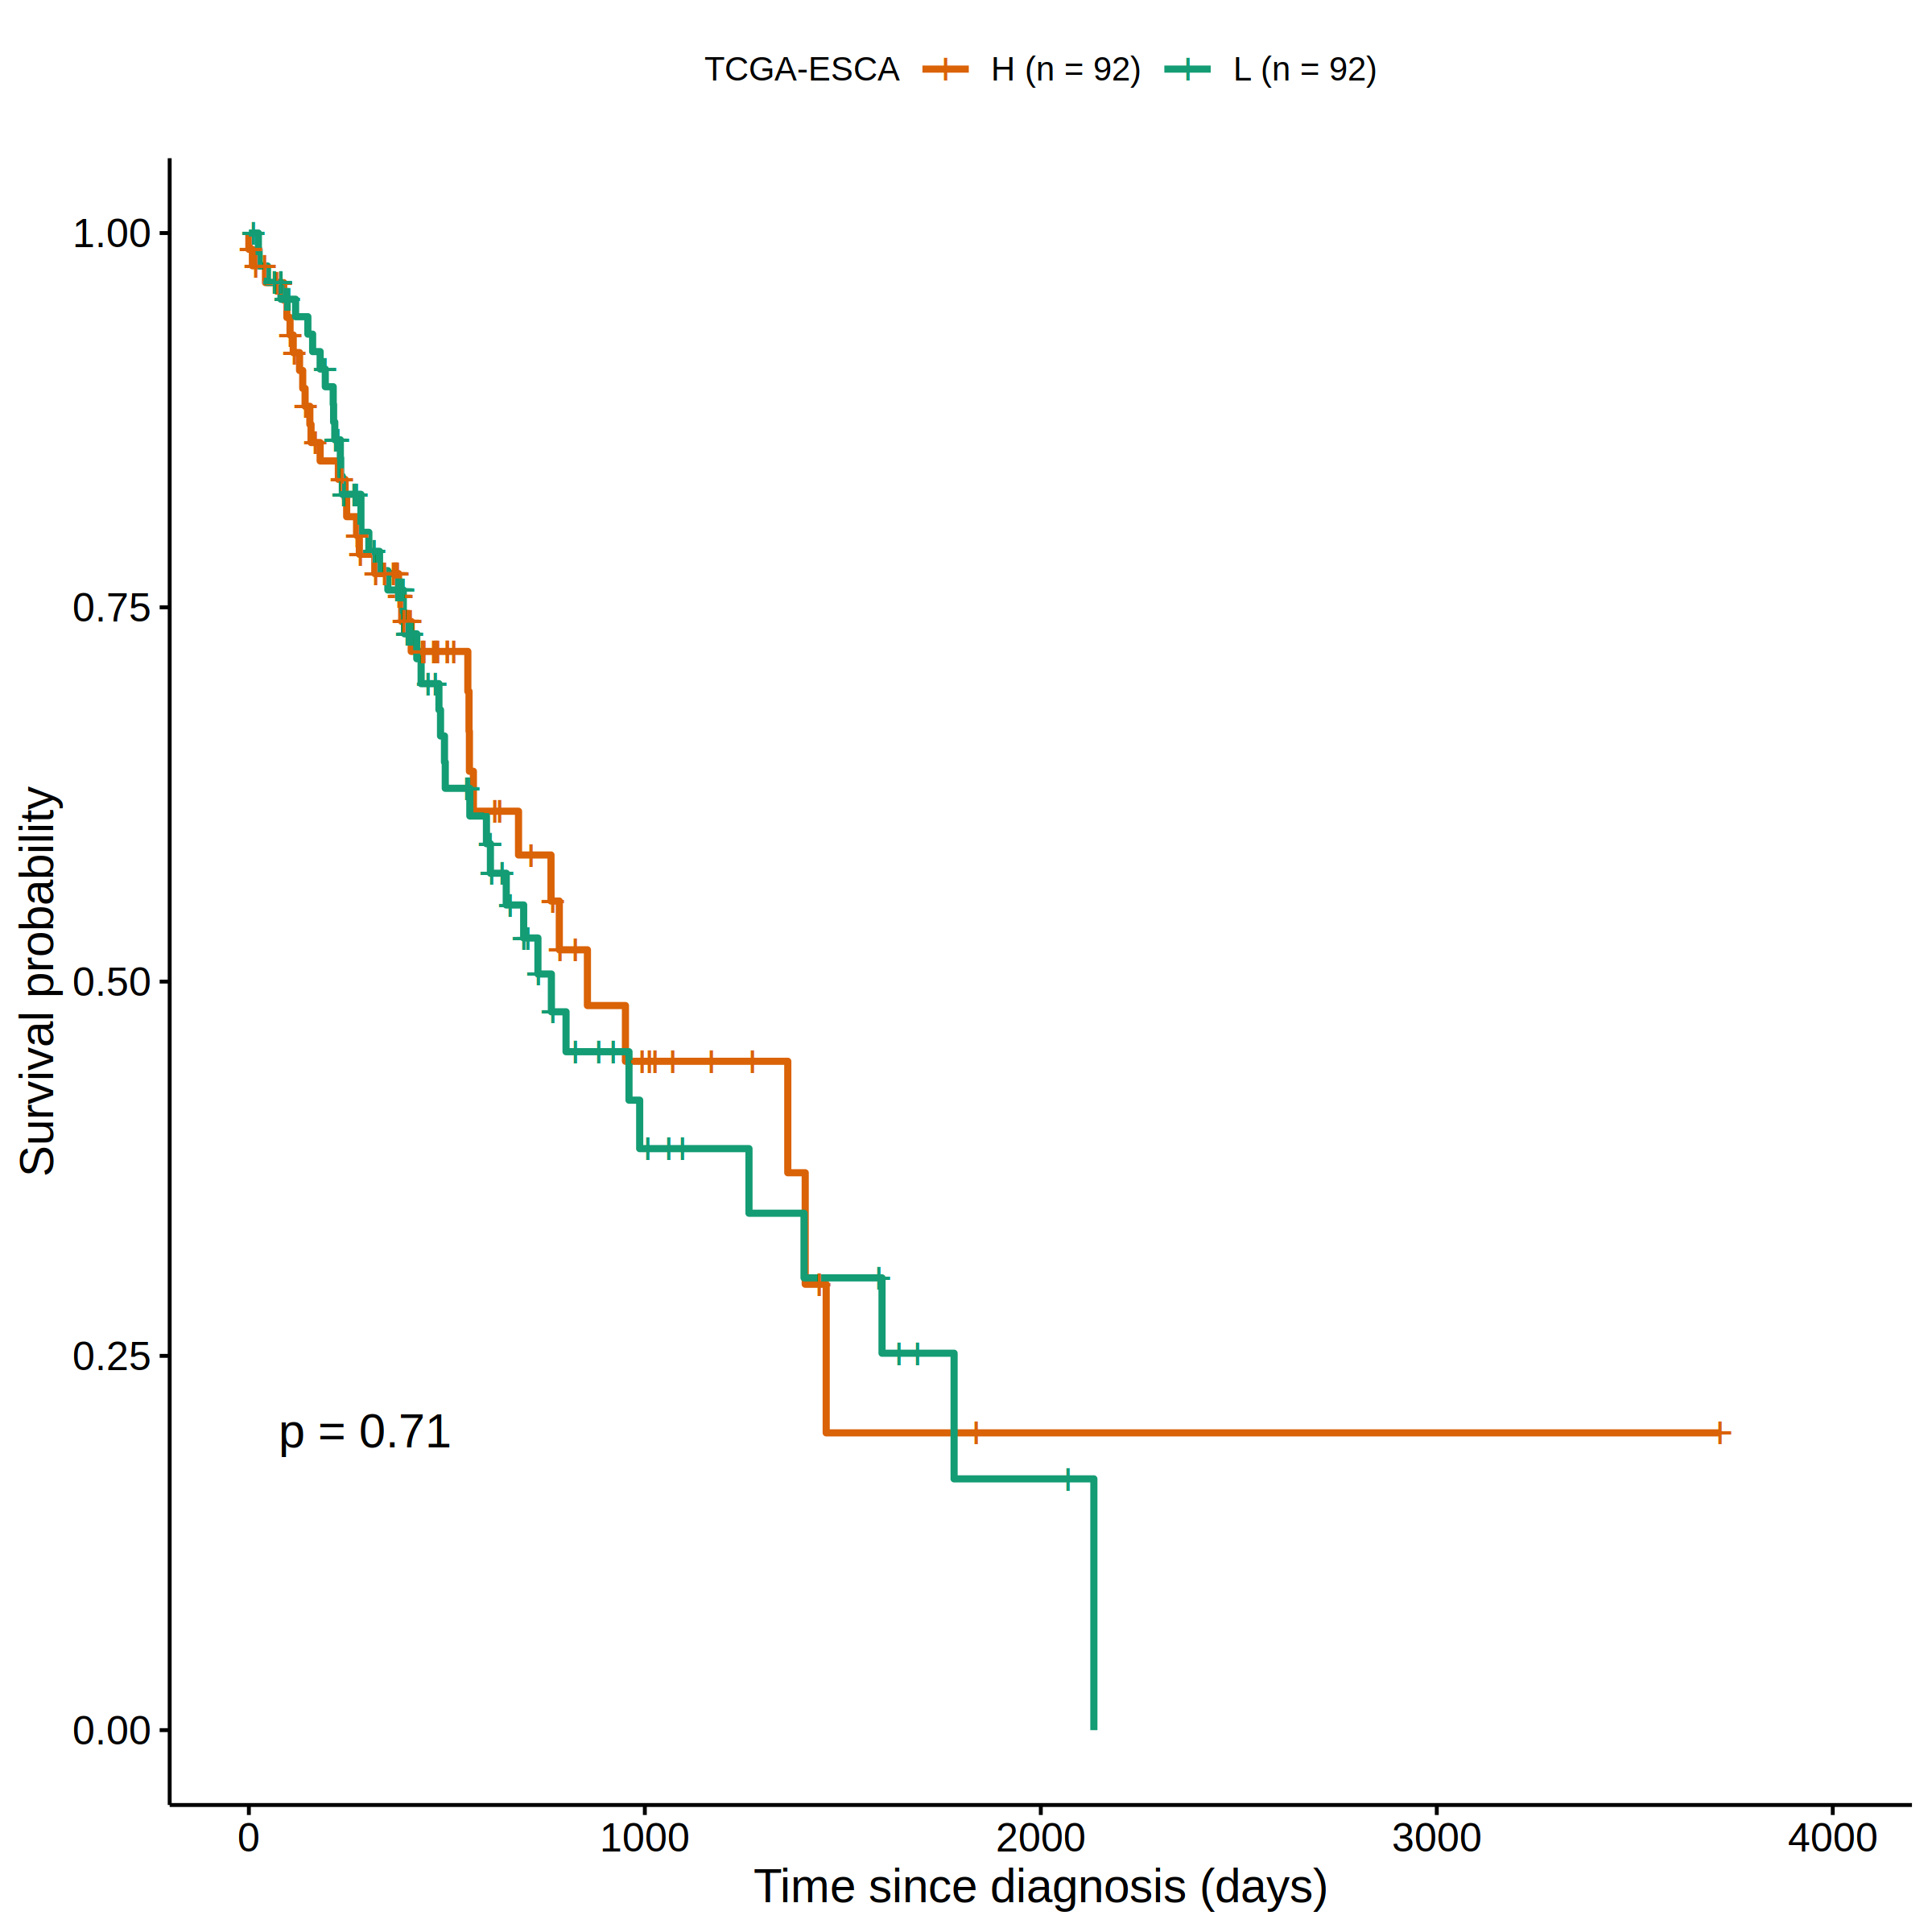 TCGA-ESCA H (n = 92) L (n = 92)
Survival probability
1.00
0.75
0.50
0.25
0.00
p = 0.71
0 1000 2000 3000 4000
Time since diagnosis (days)